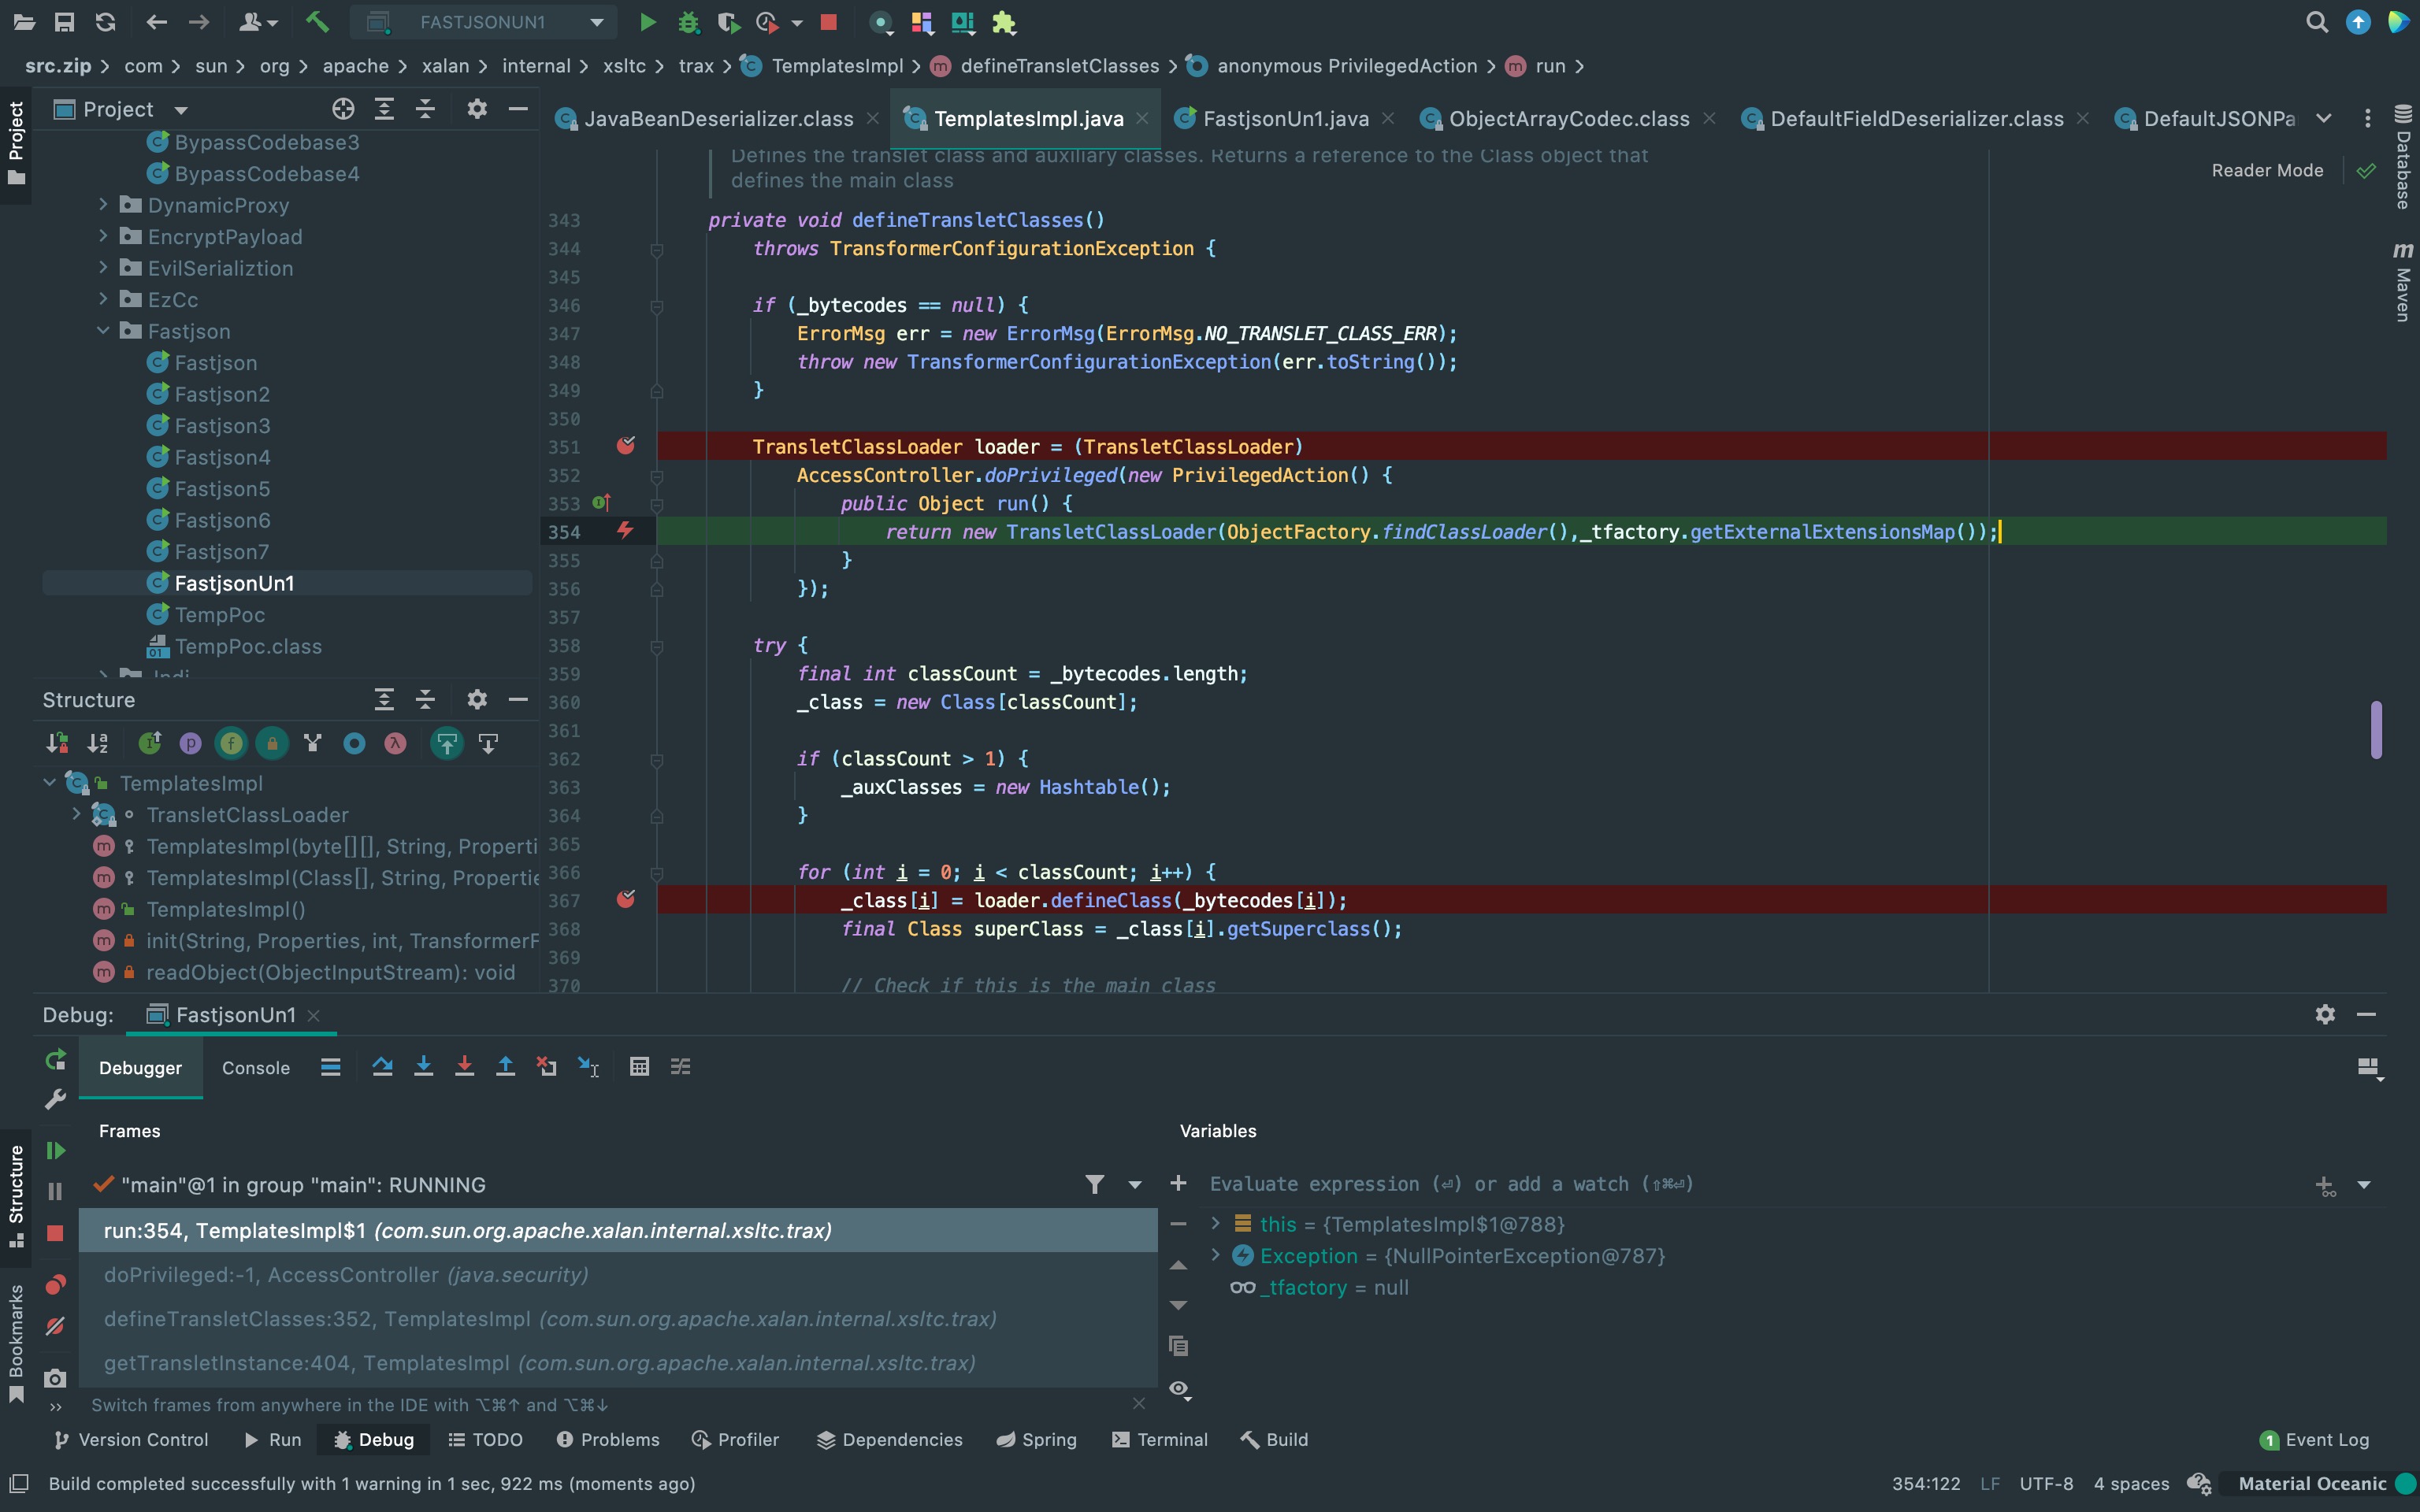 FASTJSONUN1
src.zip com sun org apache xalan internal xsltc trax TemplatesImpl defineTransletClasses anonymous PrivilegedAction run
Project
BypassCodebase3
BypassCodebase4
DynamicProxy
EncryptPayload
EvilSerializtion
EzCc
Fastjson
Fastjson
Fastjson2
Fastjson3
Fastjson4
Fastjson5
Fastjson6
Fastjson7
FastjsonUn1
TempPoc
TempPoc.class
Structure
TemplatesImpl
TransletClassLoader
TemplatesImpl(byte[][], String, Properti
TemplatesImpl(Class[], String, Propertie
TemplatesImpl()
init(String, Properties, int, TransformerF
readObject(ObjectInputStream): void
JavaBeanDeserializer.class TemplatesImpl.java FastjsonUn1.java ObjectArrayCodec.class DefaultFieldDeserializer.class DefaultJSONPa
Reader Mode
Defines the translet class and auxiliary classes. Returns a reference to the Class object that
defines the main class
343 private void defineTransletClasses()
344 throws TransformerConfigurationException {
345
346 if (_bytecodes == null) {
347 ErrorMsg err = new ErrorMsg(ErrorMsg.NO_TRANSLET_CLASS_ERR);
348 throw new TransformerConfigurationException(err.toString());
349 }
350
351 TransletClassLoader loader = (TransletClassLoader)
352 AccessController.doPrivileged(new PrivilegedAction() {
353 public Object run() {
354 return new TransletClassLoader(ObjectFactory.findClassLoader(),_tfactory.getExternalExtensionsMap());
355 }
356 });
357
358 try {
359 final int classCount = _bytecodes.length;
360 _class = new Class[classCount];
361
362 if (classCount > 1) {
363 _auxClasses = new Hashtable();
364 }
365
366 for (int i = 0; i < classCount; i++) {
367 _class[i] = loader.defineClass(_bytecodes[i]);
368 final Class superClass = _class[i].getSuperclass();
369
370 // Check if this is the main class
Project
Structure
Bookmarks
Database
m Maven
Debug: FastjsonUn1
Debugger Console
Frames
"main"@1 in group "main": RUNNING
run:354, TemplatesImpl$1 (com.sun.org.apache.xalan.internal.xsltc.trax)
doPrivileged:-1, AccessController (java.security)
defineTransletClasses:352, TemplatesImpl (com.sun.org.apache.xalan.internal.xsltc.trax)
getTransletInstance:404, TemplatesImpl (com.sun.org.apache.xalan.internal.xsltc.trax)
Switch frames from anywhere in the IDE with ⌥⌘↑ and ⌥⌘↓
Variables
Evaluate expression (⏎) or add a watch (⇧⌘⏎)
this = {TemplatesImpl$1@788}
Exception = {NullPointerException@787}
_tfactory = null
Version Control Run Debug TODO Problems Profiler Dependencies Spring Terminal Build
1 Event Log
Build completed successfully with 1 warning in 1 sec, 922 ms (moments ago)
354:122 LF UTF-8 4 spaces Material Oceanic